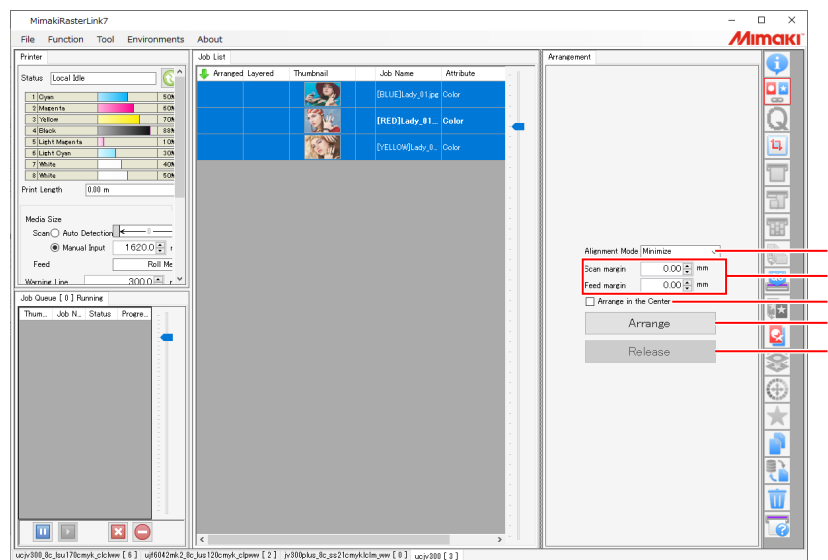 MimakiRasterLink7
File Function Tool Environments About
Mimaki
Printer
Status Local Idle
1 Cyan 50%
2 Magenta 60%
3 Yellow 70%
4 Black 88%
5 Light Magenta 10%
6 Light Cyan 30%
7 White 40%
8 White 50%
Print Length 0.00 m
Media Size
Scan Auto Detection
Manual Input 1620.0
Feed Roll Me
Warning Line 300.0
Job Queue [ 0 ] Running
Thum... Job N... Status Progre...
Job List
Arranged Layered Thumbnail Job Name Attribute
[BLUE]Lady_01.jpg Color
[RED]Lady_01... Color
[YELLOW]Lady_0... Color
Arrangement
Alignment Mode Minimize
Scan margin 0.00 mm
Feed margin 0.00 mm
Arrange in the Center
Arrange
Release
ucjv300_8c_lsu170cmyk_clclww [ 6 ] ujf6042mk2_8c_lus120cmyk_clpww [ 2 ] jv300plus_8c_ss21cmyklclm_ww [ 0 ] ucjv300 [ 3 ]